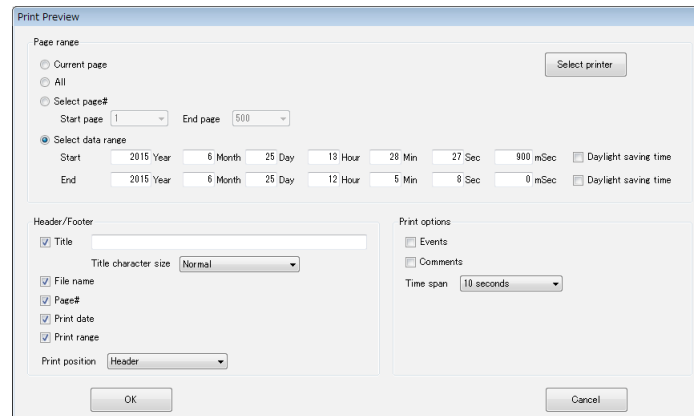 Print Preview
Page range
Current page
Select printer
All
Select page#
Start page 1 End page 500
Select data range
Start 2015 Year 6 Month 25 Day 13 Hour 28 Min 27 Sec 900 mSec Daylight saving time
End 2015 Year 6 Month 25 Day 12 Hour 5 Min 8 Sec 0 mSec Daylight saving time
Header/Footer
Title
Title character size Normal
File name
Page#
Print date
Print range
Print position Header
Print options
Events
Comments
Time span 10 seconds
OK
Cancel